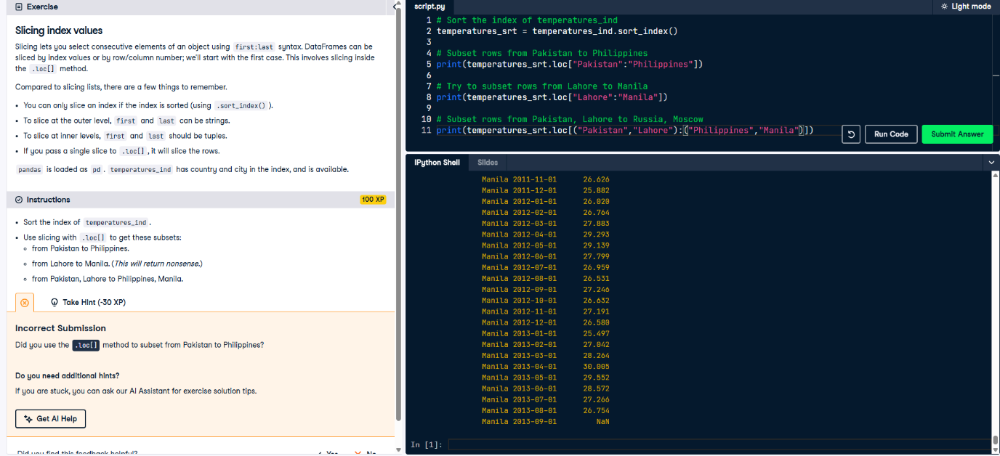 Exercise
Slicing index values
Slicing lets you select consecutive elements of an object using first:last syntax. DataFrames can be
sliced by index values or by row/column number; we'll start with the first case. This involves slicing inside
the .loc[] method.
Compared to slicing lists, there are a few things to remember.
• You can only slice an index if the index is sorted (using .sort_index() ).
• To slice at the outer level, first and last can be strings.
• To slice at inner levels, first and last should be tuples.
• If you pass a single slice to .loc[] , it will slice the rows.
pandas is loaded as pd . temperatures_ind has country and city in the index, and is available.
Instructions
100 XP
• Sort the index of temperatures_ind .
• Use slicing with .loc[] to get these subsets:
◦ from Pakistan to Philippines.
◦ from Lahore to Manila. (This will return nonsense.)
◦ from Pakistan, Lahore to Philippines, Manila.
Take Hint (-30 XP)
Incorrect Submission
Did you use the .loc[] method to subset from Pakistan to Philippines?
Do you need additional hints?
If you are stuck, you can ask our AI Assistant for exercise solution tips.
Get AI Help
Did you find this feedback helpful?
Yes
No
script.py
Light mode
1 # Sort the index of temperatures_ind
2 temperatures_srt = temperatures_ind.sort_index()
3
4 # Subset rows from Pakistan to Philippines
5 print(temperatures_srt.loc["Pakistan":"Philippines"])
6
7 # Try to subset rows from Lahore to Manila
8 print(temperatures_srt.loc["Lahore":"Manila"])
9
10 # Subset rows from Pakistan, Lahore to Russia, Moscow
11 print(temperatures_srt.loc[("Pakistan","Lahore"):("Philippines","Manila")])
Run Code
Submit Answer
IPython Shell
Slides
Manila 2011-11-01 26.626
Manila 2011-12-01 25.882
Manila 2012-01-01 26.020
Manila 2012-02-01 26.764
Manila 2012-03-01 27.883
Manila 2012-04-01 29.293
Manila 2012-05-01 29.139
Manila 2012-06-01 27.799
Manila 2012-07-01 26.959
Manila 2012-08-01 26.531
Manila 2012-09-01 27.246
Manila 2012-10-01 26.632
Manila 2012-11-01 27.191
Manila 2012-12-01 26.580
Manila 2013-01-01 25.497
Manila 2013-02-01 27.042
Manila 2013-03-01 28.264
Manila 2013-04-01 30.005
Manila 2013-05-01 29.552
Manila 2013-06-01 28.572
Manila 2013-07-01 27.266
Manila 2013-08-01 26.754
Manila 2013-09-01 NaN
In [1]: